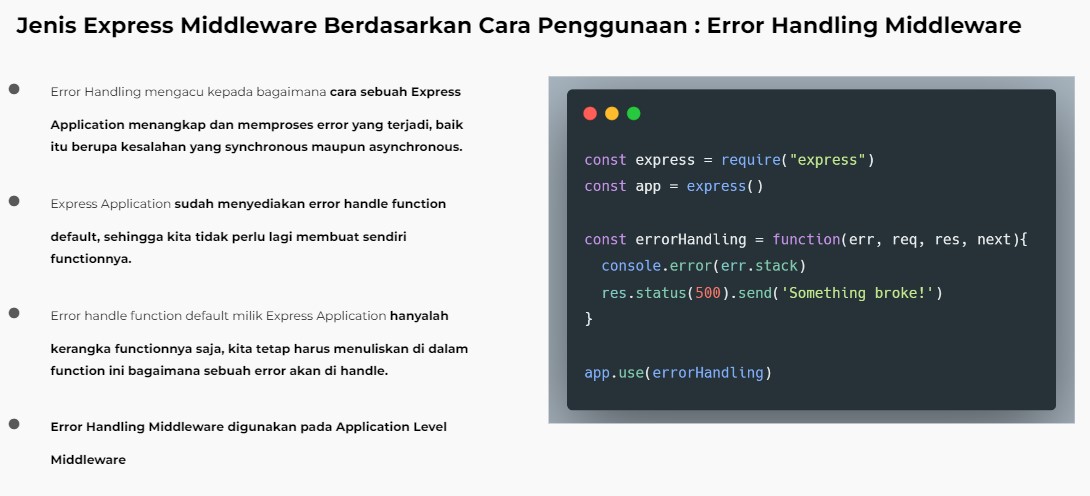 Jenis Express Middleware Berdasarkan Cara Penggunaan : Error Handling Middleware
Error Handling mengacu kepada bagaimana cara sebuah Express
Application menangkap dan memproses error yang terjadi, baik
itu berupa kesalahan yang synchronous maupun asynchronous.
Express Application sudah menyediakan error handle function
default, sehingga kita tidak perlu lagi membuat sendiri
functionnya.
Error handle function default milik Express Application hanyalah
kerangka functionnya saja, kita tetap harus menuliskan di dalam
function ini bagaimana sebuah error akan di handle.
Error Handling Middleware digunakan pada Application Level
Middleware
const express = require("express")
const app = express()
const errorHandling = function(err, req, res, next){
  console.error(err.stack)
  res.status(500).send('Something broke!')
}
app.use(errorHandling)